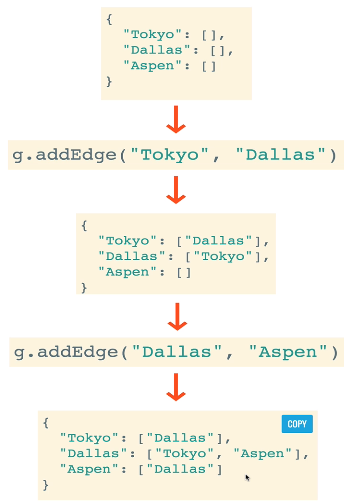 {
"Tokyo": [],
"Dallas": [],
"Aspen": []
}
g.addEdge("Tokyo", "Dallas")
{
"Tokyo": ["Dallas"],
"Dallas": ["Tokyo"],
"Aspen": []
}
g.addEdge("Dallas", "Aspen")
COPY
{
"Tokyo": ["Dallas"],
"Dallas": ["Tokyo", "Aspen"],
"Aspen": ["Dallas"]
}